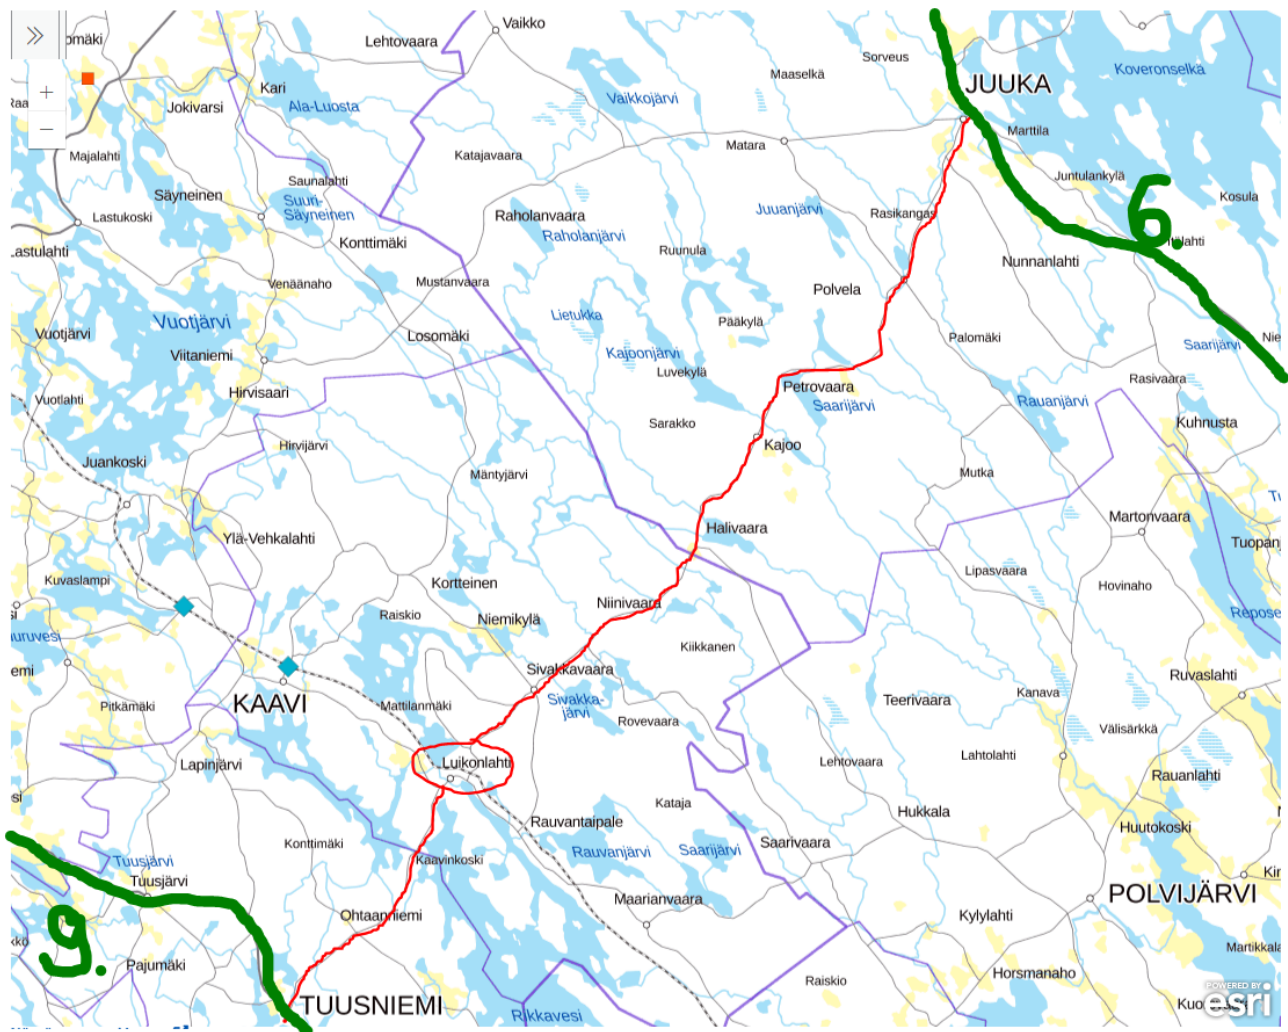 Vaikko
Lehtovaara
Sorveus
Maaselkä
Koveronselkä
JUUKA
Kari
Ala-Luosta
Jokivarsi
Vaikkojärvi
Marttila
Matara
Majalahti
Katajavaara
Saunalahti
Juntulankylä
Säyneinen
Suuri-
Säyneinen
Kosula
6.
Lastukoski
Raholanvaara
Juuanjärvi
Rasikangas
Raholanjärvi
Konttimäki
Ruunula
Nunnanlahti
Venäänaho
Mustanvaara
Polvela
Lietukka
Pääkylä
Vuotjärvi
Vuotjärvi
Losomäki
Palomäki
Saarijärvi
Viitaniemi
Kajoonjärvi
Luvekylä
Petrovaara
Rasivaara
Hirvisaari
Vuotlahti
Saarijärvi
Rauanjärvi
Sarakko
Kuhnusta
Hirvijärvi
Kajoo
Juankoski
Mäntyjärvi
Mutka
Martonvaara
Halivaara
Ylä-Vehkalahti
Lipasvaara
Kuvaslampi
Kortteinen
Hovinaho
Niinivaara
Raiskio
Niemikylä
Kiikkanen
Sivakkavaara
Ruvaslahti
Kanava
KAAVI
Pitkämäki
Mattilanmäki
Sivakka-
järvi
Teerivaara
Rovevaara
Välisärkkä
Lapinjärvi
Luikonlahti
Lehtovaara
Lahtolahti
Rauanlahti
Kataja
Hukkala
Rauvantaipale
Huutokoski
Konttimäki
Rauvanjärvi
Saarijärvi
Saarivaara
Tuusjärvi
Kaavinkoski
Tuusjärvi
Maarianvaara
POLVIJÄRVI
9.
Ohtaanniemi
Kylylahti
Pajumäki
Horsmanaho
Raiskio
POWERED BY
esri
TUUSNIEMI
Rikkavesi